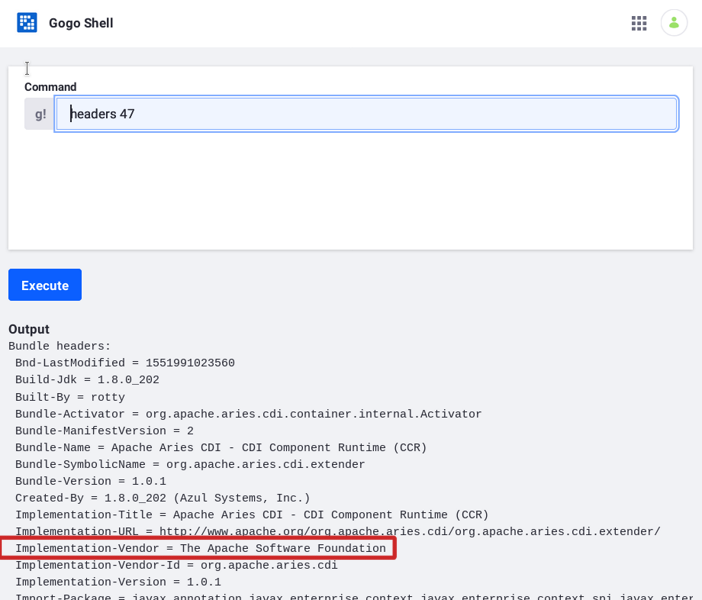 Gogo Shell
Command
g! headers 47
Execute
Output
Bundle headers:
Bnd-LastModified = 1551991023560
Build-Jdk = 1.8.0_202
Built-By = rotty
Bundle-Activator = org.apache.aries.cdi.container.internal.Activator
Bundle-ManifestVersion = 2
Bundle-Name = Apache Aries CDI - CDI Component Runtime (CCR)
Bundle-SymbolicName = org.apache.aries.cdi.extender
Bundle-Version = 1.0.1
Created-By = 1.8.0_202 (Azul Systems, Inc.)
Implementation-Title = Apache Aries CDI - CDI Component Runtime (CCR)
Implementation-URL = http://www.apache.org/org.apache.aries.cdi/org.apache.aries.cdi.extender/
Implementation-Vendor = The Apache Software Foundation
Implementation-Vendor-Id = org.apache.aries.cdi
Implementation-Version = 1.0.1
Import-Package = javax.annotation,javax.enterprise.context,javax.enterprise.context.spi,javax.enter